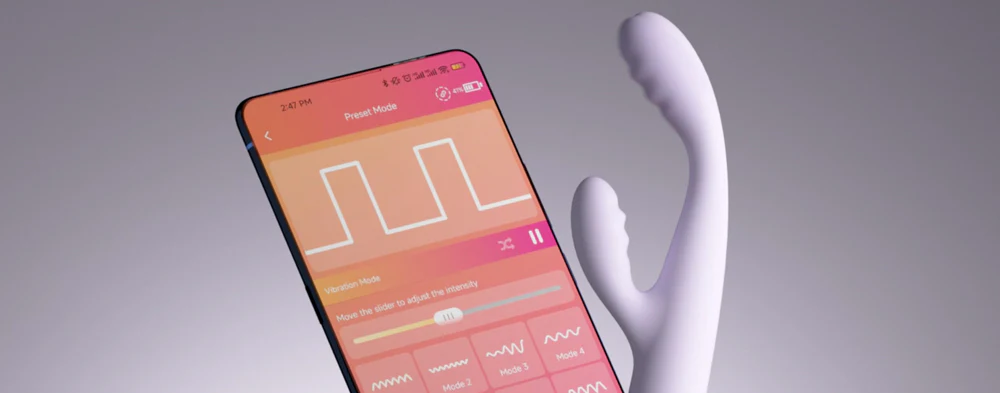 2:47 PM
41%
Preset Mode
Vibration Mode
Move the slider to adjust the intensity
Mode 2
Mode 3
Mode 4